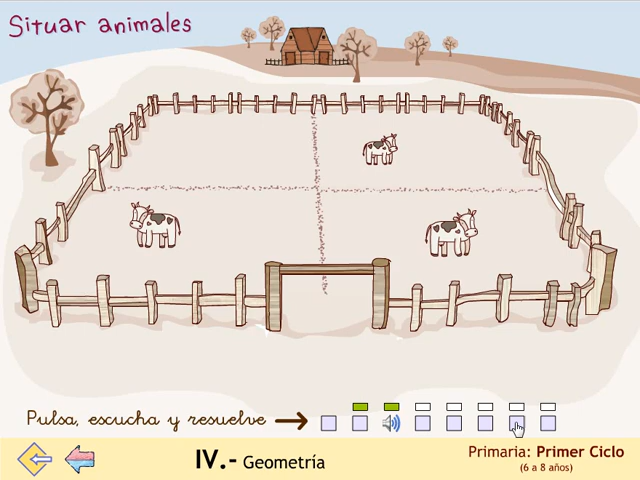 Situar animales
Pulsa, escucha y resuelve
IV.- Geometría
Primaria: Primer Ciclo
(6 a 8 años)